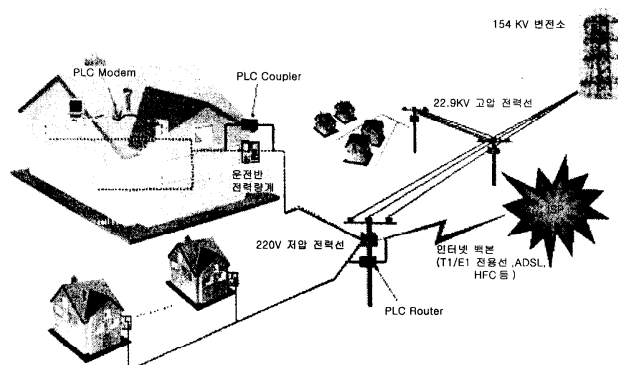 154 KV 변전소
PLC Modem
PLC Coupler
22.9KV 고압 전력선
운전반
전력량계
220V 저압 전력선
ISP
인터넷 백본
(T1/E1 전용선 ,ADSL,
HFC 등 )
PLC Router